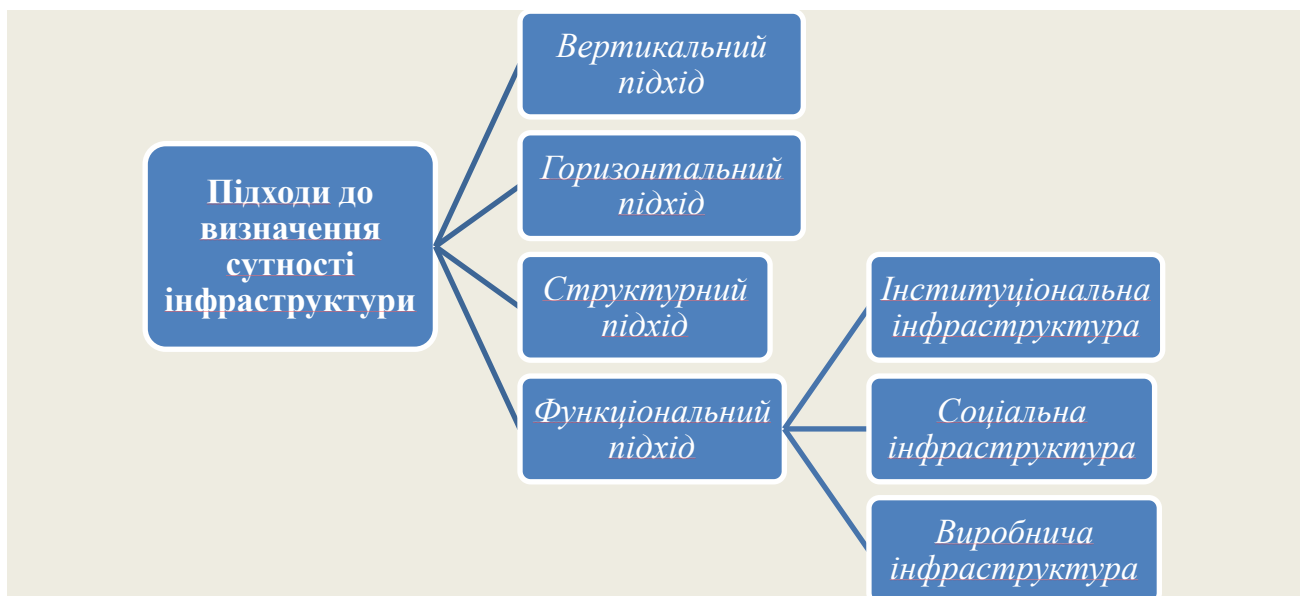 Підходи до
визначення
сутності
інфраструктури
Вертикальний
підхід
Горизонтальний
підхід
Структурний
підхід
Функціональний
підхід
Інституціональна
інфраструктура
Соціальна
інфраструктура
Виробнича
інфраструктура